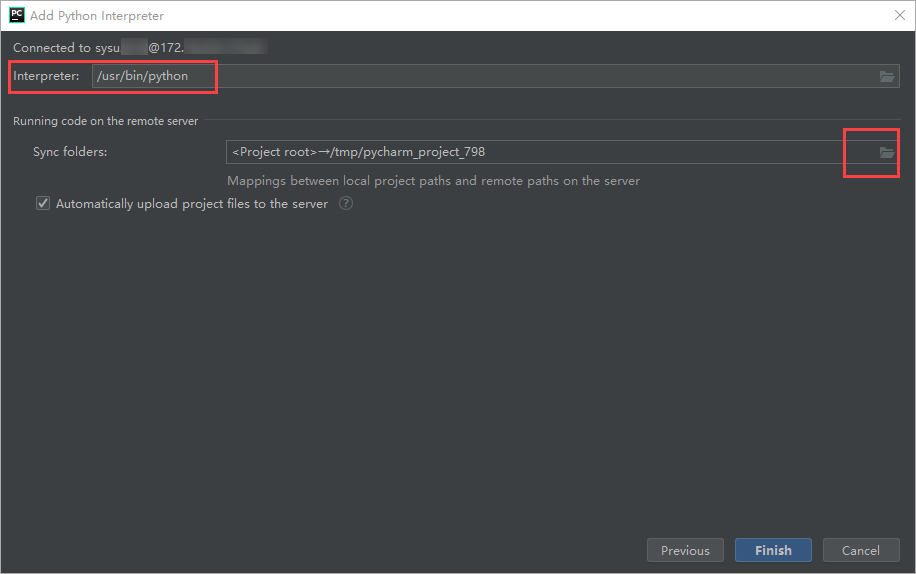 PC Add Python Interpreter
Connected to sysu @172.
Interpreter: /usr/bin/python
Running code on the remote server
Sync folders: <Project root>→/tmp/pycharm_project_798
Mappings between local project paths and remote paths on the server
Automatically upload project files to the server ?
Previous Finish Cancel